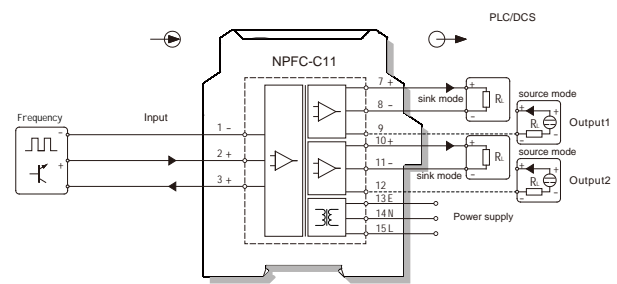 PLC/DCS
NPFC-C11
Frequency
Input
1 −
2 +
3 +
−
+
7 +
8 −
9
10 +
11 −
12
13 E
14 N
15 L
sink mode
sink mode
+
RL
−
+
RL
−
source mode
+
RL
−
Output1
source mode
+
RL
−
Output2
Power supply